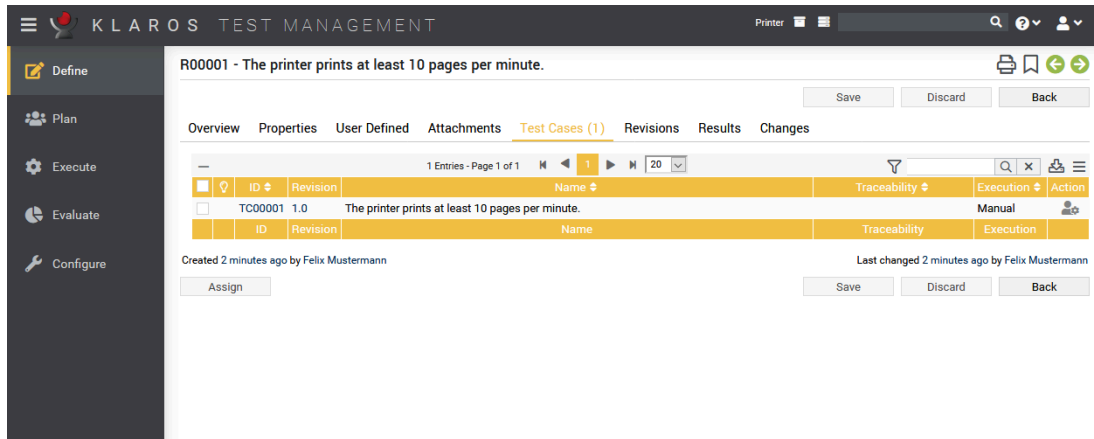 KLAROS TEST MANAGEMENT Printer
Define
R00001 - The printer prints at least 10 pages per minute.
Save Discard Back
Plan
Overview Properties User Defined Attachments Test Cases (1) Revisions Results Changes
Execute
1 Entries - Page 1 of 1 1 20
ID Revision Name Traceability Execution Action
TC00001 1.0 The printer prints at least 10 pages per minute. Manual
Evaluate
ID Revision Name Traceability Execution
Configure
Created 2 minutes ago by Felix Mustermann Last changed 2 minutes ago by Felix Mustermann
Assign Save Discard Back